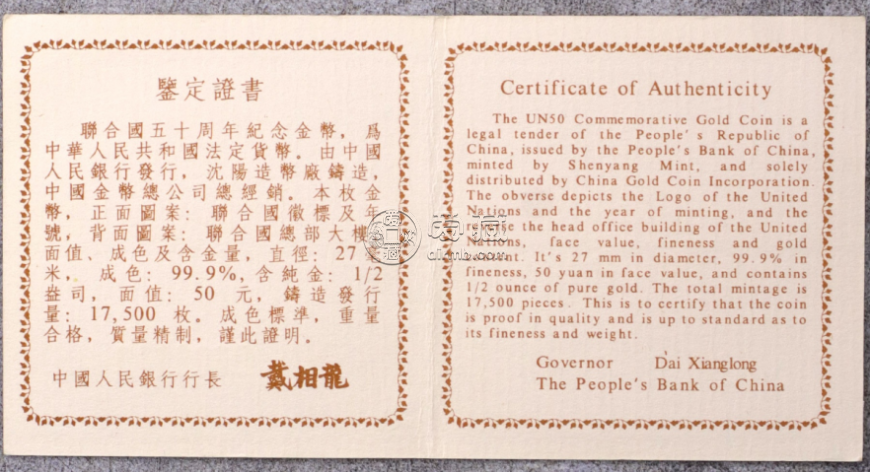 鑒定證書
聯合國五十周年紀念金幣，爲
中華人民共和國法定貨幣。由中國
人民銀行發行，沈陽造幣廠鑄造，
中國金幣總公司總經銷。本枚金
幣，正面圖案：聯合國徽標及年
號，背面圖案：聯合國總部大樓
面值、成色及含金量，直徑：27
米，成色：99.9%，含純金：1/2
盎司，面值：50 元，鑄造發行
量：17,500 枚。成色標準，重量
合格，質量精制，謹此證明。
中國人民銀行行長 戴相龍
Certificate of Authenticity
The UN50 Commemorative Gold Coin is a
legal tender of the People's Republic of
China, issued by the People's Bank of China,
minted by Shenyang Mint, and solely
distributed by China Gold Coin Incorporation.
The obverse depicts the Logo of the United
Nations and the year of minting, and the
the head office building of the United
Nations, face value, fineness and gold
It's 27 mm in diameter, 99.9% in
fineness, 50 yuan in face value, and contains
1/2 ounce of pure gold. The total mintage is
17,500 pieces. This is to certify that the coin
is proof in quality and is up to standard as to
its fineness and weight.
Governor Dai Xianglong
The People's Bank of China